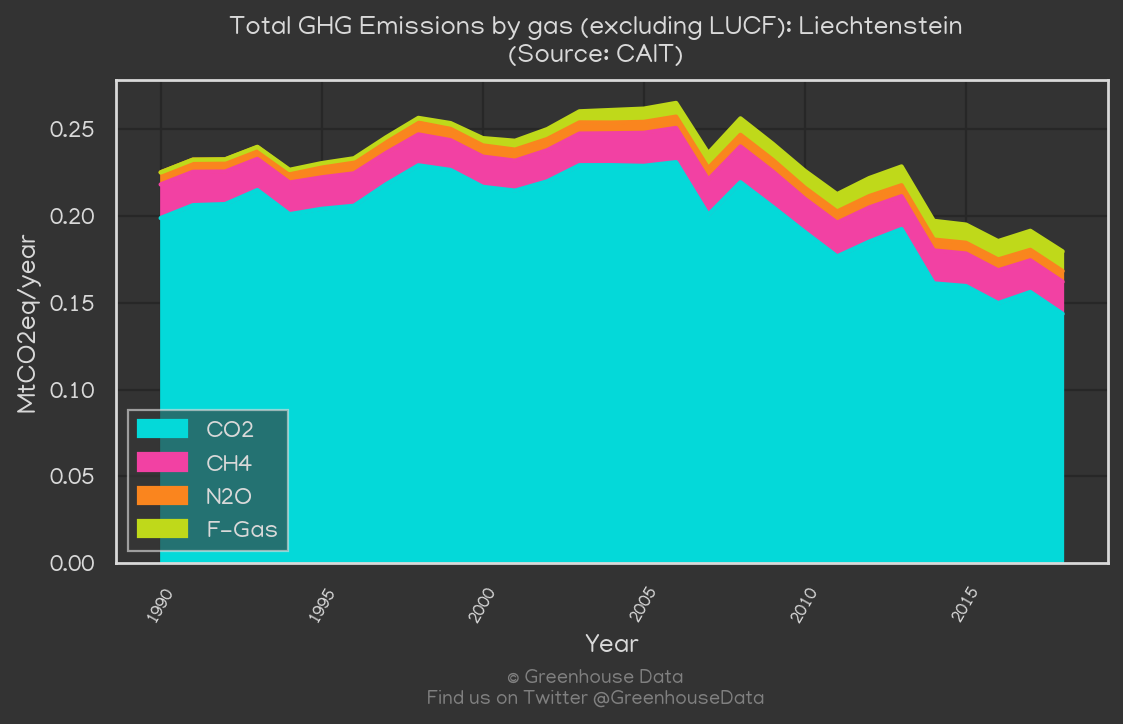 Total GHG Emissions by gas (excluding LUCF): Liechtenstein
(Source: CAIT)
MtCO2eq/year
0.25
0.20
0.15
0.10
0.05
0.00
CO2
CH4
N2O
F-Gas
1990
1995
2000
2005
2010
2015
Year
© Greenhouse Data
Find us on Twitter @GreenhouseData